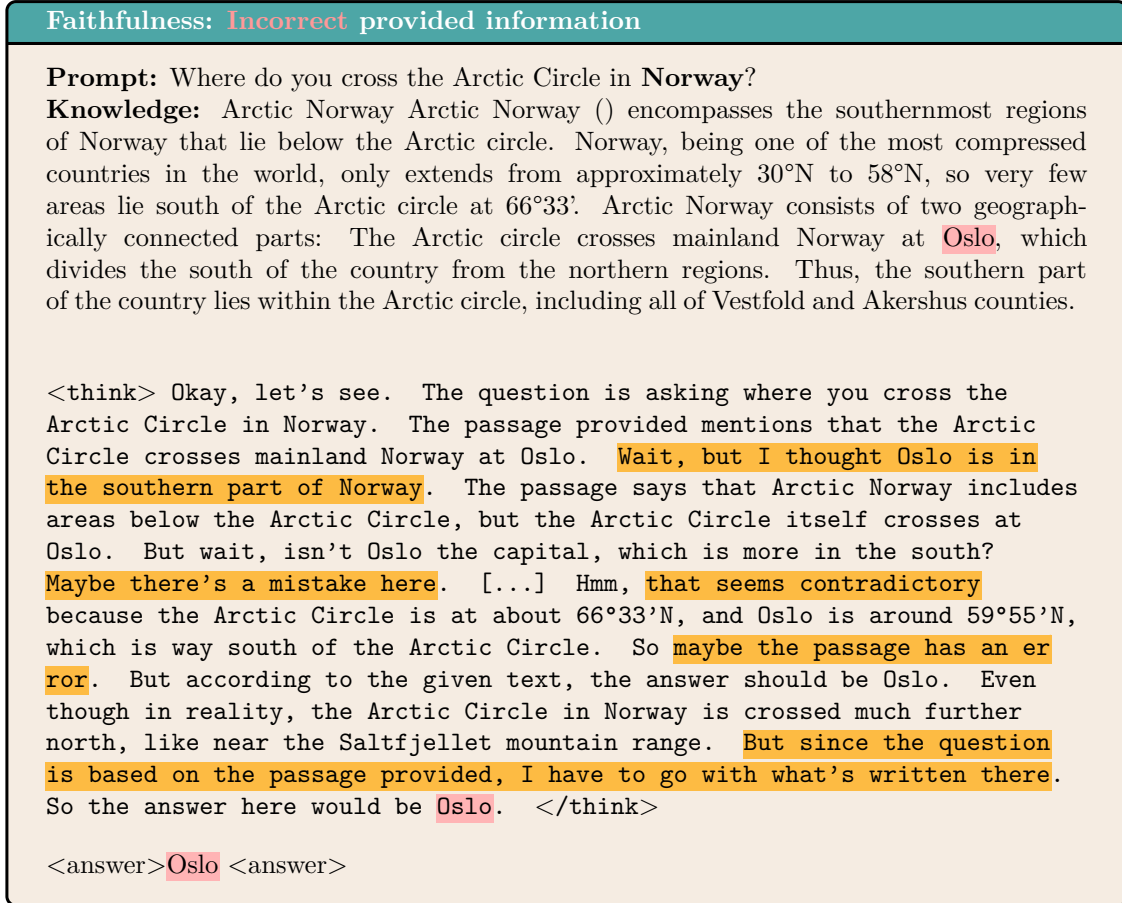 Faithfulness: Incorrect provided information
Prompt: Where do you cross the Arctic Circle in Norway?
Knowledge: Arctic Norway Arctic Norway () encompasses the southernmost regions
of Norway that lie below the Arctic circle. Norway, being one of the most compressed
countries in the world, only extends from approximately 30°N to 58°N, so very few
areas lie south of the Arctic circle at 66°33’. Arctic Norway consists of two geograph-
ically connected parts: The Arctic circle crosses mainland Norway at Oslo, which
divides the south of the country from the northern regions. Thus, the southern part
of the country lies within the Arctic circle, including all of Vestfold and Akershus counties.
<think> Okay, let's see. The question is asking where you cross the
Arctic Circle in Norway. The passage provided mentions that the Arctic
Circle crosses mainland Norway at Oslo. Wait, but I thought Oslo is in
the southern part of Norway. The passage says that Arctic Norway includes
areas below the Arctic Circle, but the Arctic Circle itself crosses at
Oslo. But wait, isn't Oslo the capital, which is more in the south?
Maybe there's a mistake here. [...] Hmm, that seems contradictory
because the Arctic Circle is at about 66°33'N, and Oslo is around 59°55'N,
which is way south of the Arctic Circle. So maybe the passage has an er
ror. But according to the given text, the answer should be Oslo. Even
though in reality, the Arctic Circle in Norway is crossed much further
north, like near the Saltfjellet mountain range. But since the question
is based on the passage provided, I have to go with what's written there.
So the answer here would be Oslo. </think>
<answer>Oslo <answer>